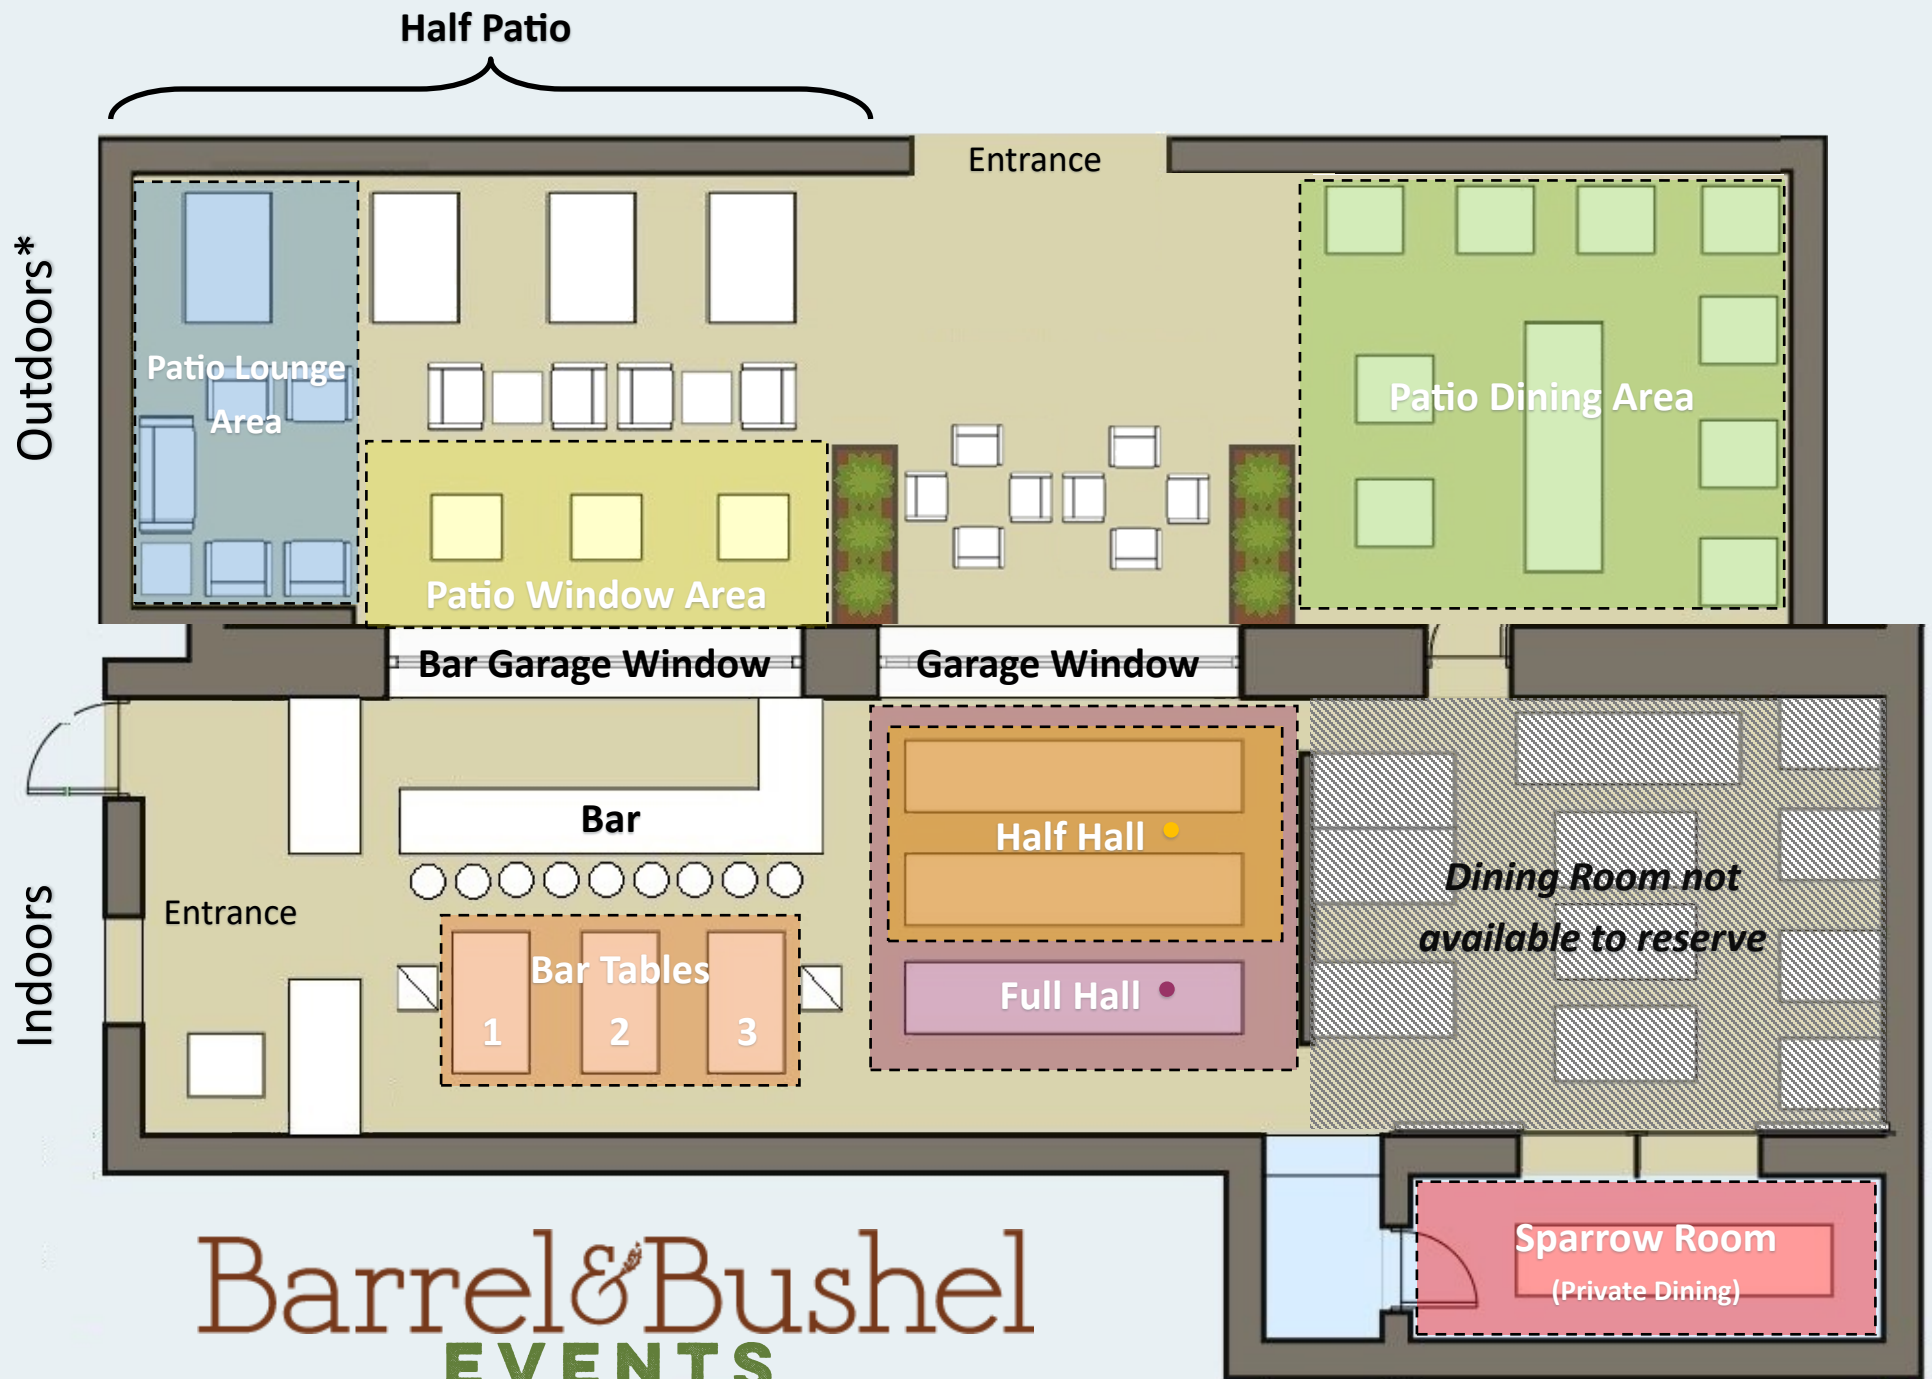 Half Patio
Entrance
Outdoors*
Patio Lounge
Area
Patio Dining Area
Patio Window Area
Bar Garage Window
Garage Window
Bar
Half Hall
Dining Room not
available to reserve
Entrance
Indoors
Bar Tables
1 2 3
Full Hall
Sparrow Room
(Private Dining)
Barrel & Bushel
EVENTS